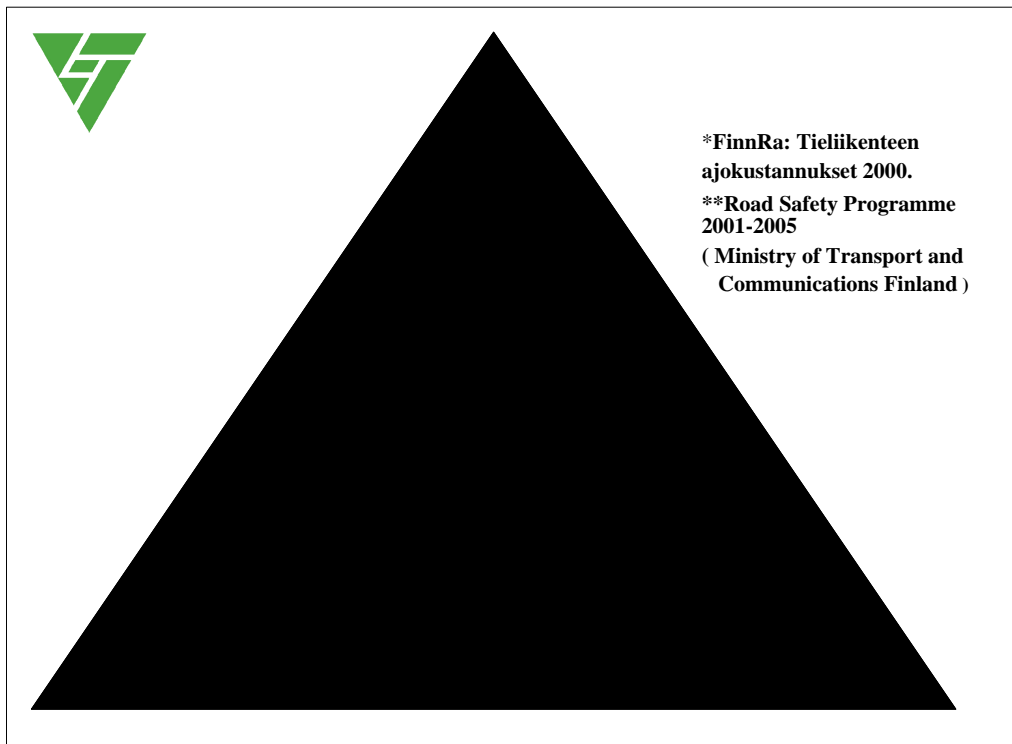 *FinnRa: Tieliikenteen
ajokustannukset 2000.
**Road Safety Programme
2001-2005
( Ministry of Transport and
Communications Finland )